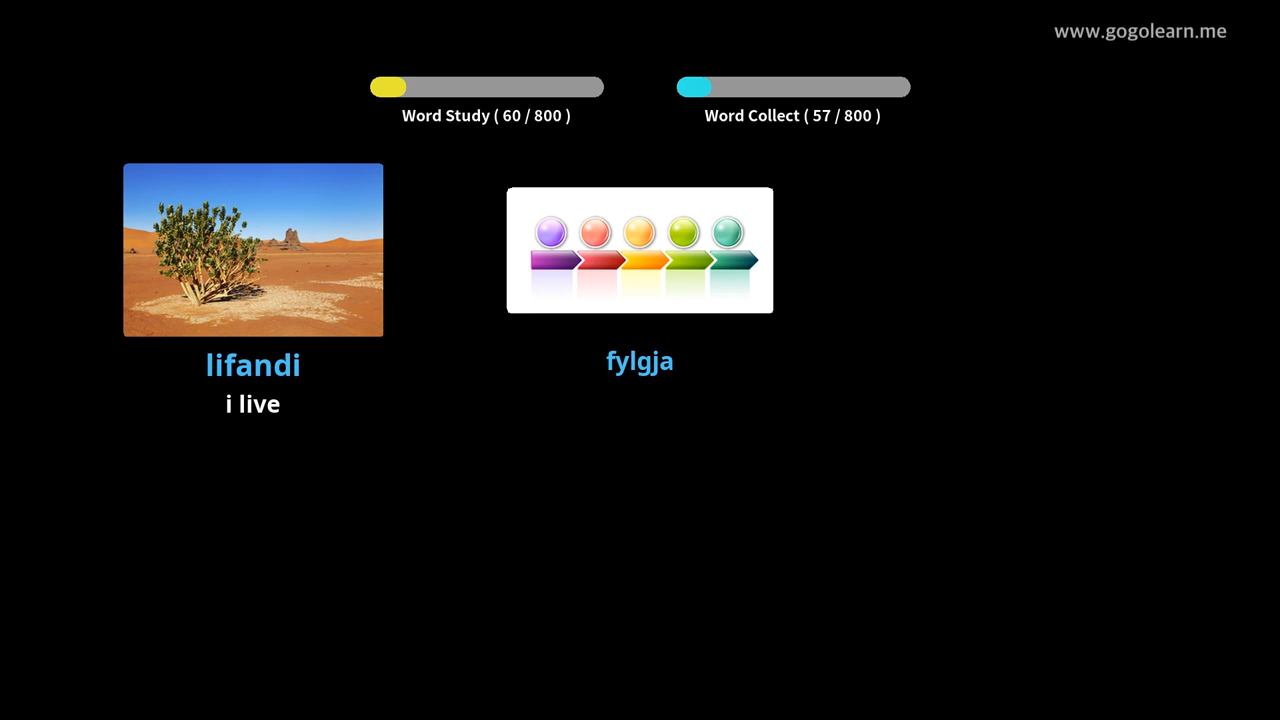 www.gogolearn.me
Word Study ( 60 / 800 )
Word Collect ( 57 / 800 )
lifandi
i live
fylgja